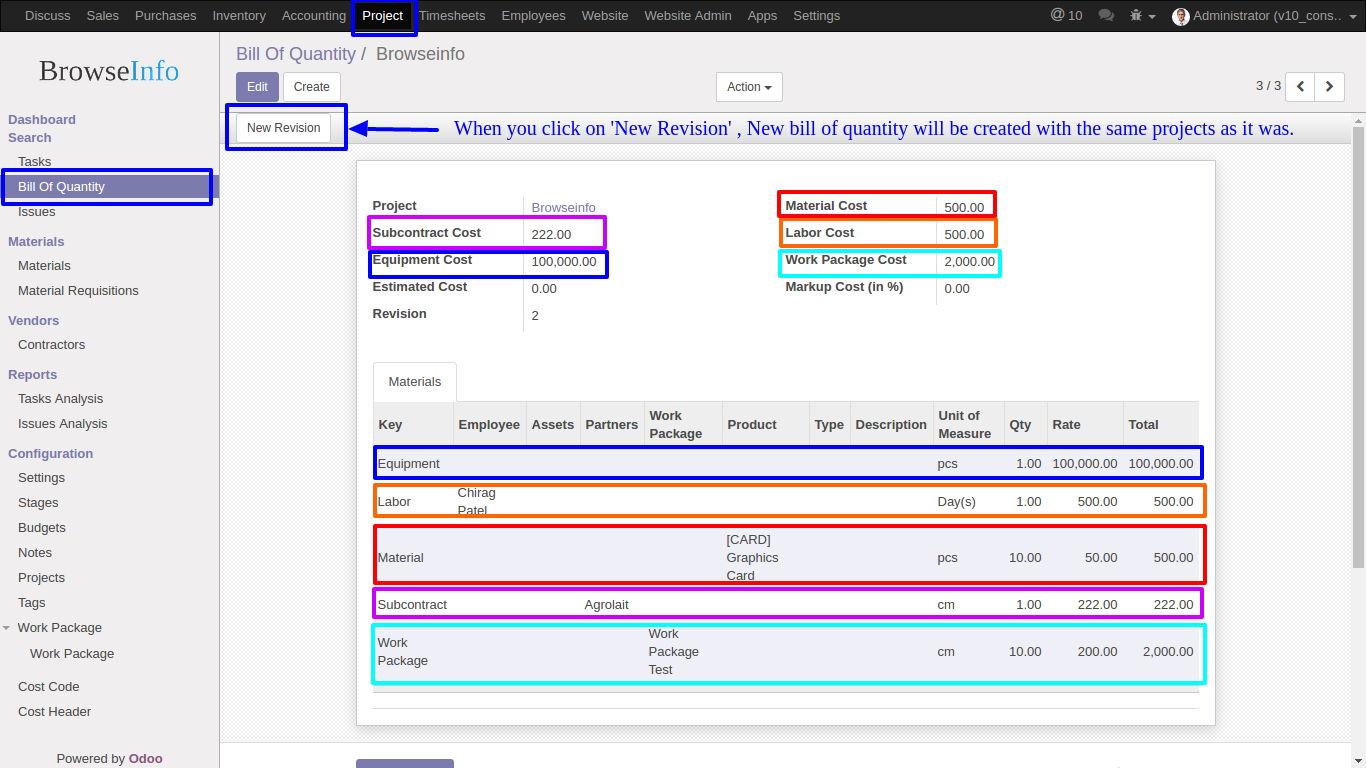 Discuss Sales Purchases Inventory Accounting Project Timesheets Employees Website Website Admin Apps Settings @ 10 Administrator (v10_cons..
BrowseInfo
Dashboard
Search
Tasks
Bill Of Quantity
Issues
Materials
Materials
Material Requisitions
Vendors
Contractors
Reports
Tasks Analysis
Issues Analysis
Configuration
Settings
Stages
Budgets
Notes
Projects
Tags
Work Package
Work Package
Cost Code
Cost Header
Powered by Odoo
Bill Of Quantity / Browseinfo
Edit Create Action 3 / 3
New Revision When you click on 'New Revision' , New bill of quantity will be created with the same projects as it was.
Project Browseinfo
Subcontract Cost 222.00
Equipment Cost 100,000.00
Estimated Cost 0.00
Revision 2
Material Cost 500.00
Labor Cost 500.00
Work Package Cost 2,000.00
Markup Cost (in %) 0.00
Materials
Key Employee Assets Partners Work Package Product Type Description Unit of Measure Qty Rate Total
Equipment pcs 1.00 100,000.00 100,000.00
Labor Chirag Patel Day(s) 1.00 500.00 500.00
Material [CARD] Graphics Card pcs 10.00 50.00 500.00
Subcontract Agrolait cm 1.00 222.00 222.00
Work Package Work Package Test cm 10.00 200.00 2,000.00